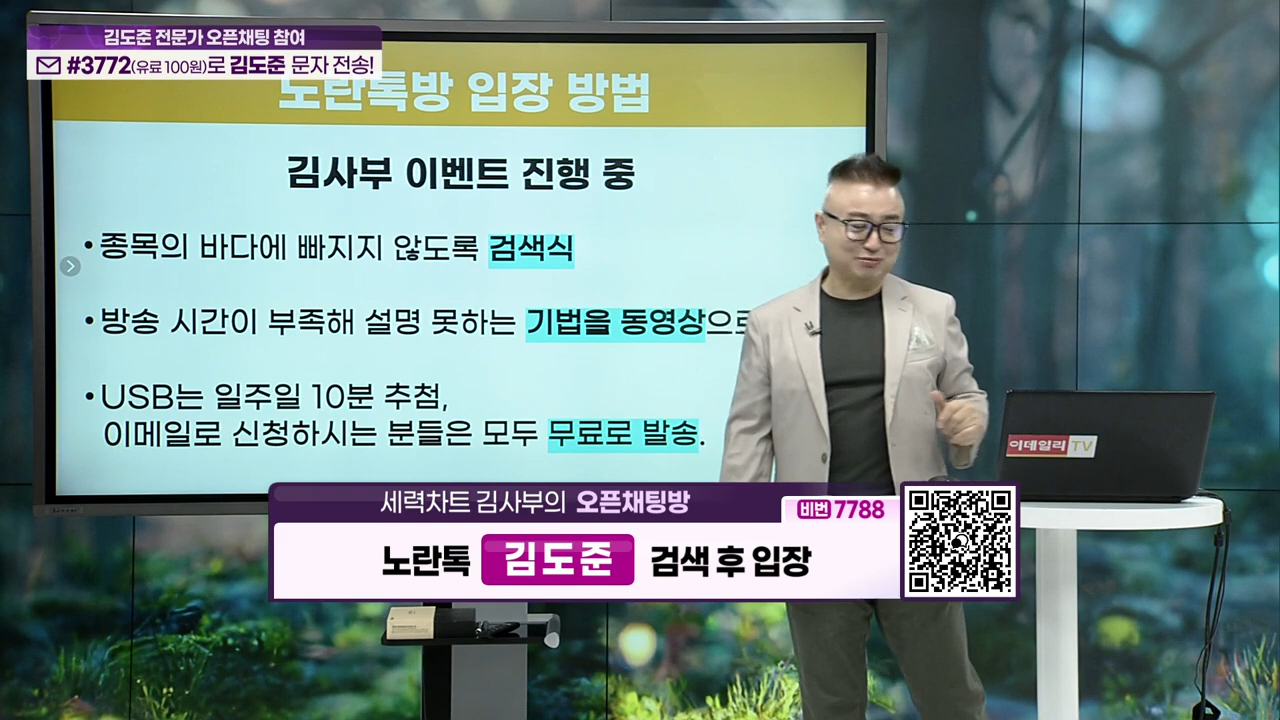 김도준 전문가 오픈채팅 참여
#3772(유료 100원)로 김도준 문자 전송!
노란톡방 입장 방법
김사부 이벤트 진행 중
•종목의 바다에 빠지지 않도록 검색식
•방송 시간이 부족해 설명 못하는 기법을 동영상으로
•USB는 일주일 10분 추첨,
이메일로 신청하시는 분들은 모두 무료로 발송.
이데일리 TV
세력차트 김사부의 오픈채팅방
비번 7788
노란톡 김도준 검색 후 입장